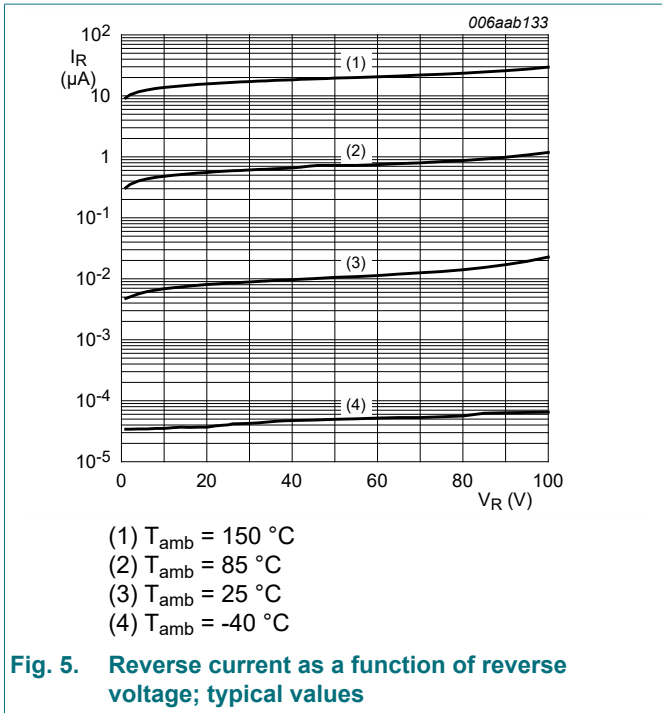 006aab133
10²
I_R
(µA)
10
1
10⁻¹
10⁻²
10⁻³
10⁻⁴
10⁻⁵
(1)
(2)
(3)
(4)
0 20 40 60 80 100
V_R (V)
(1) T_amb = 150 °C
(2) T_amb = 85 °C
(3) T_amb = 25 °C
(4) T_amb = -40 °C
Fig. 5. Reverse current as a function of reverse
voltage; typical values